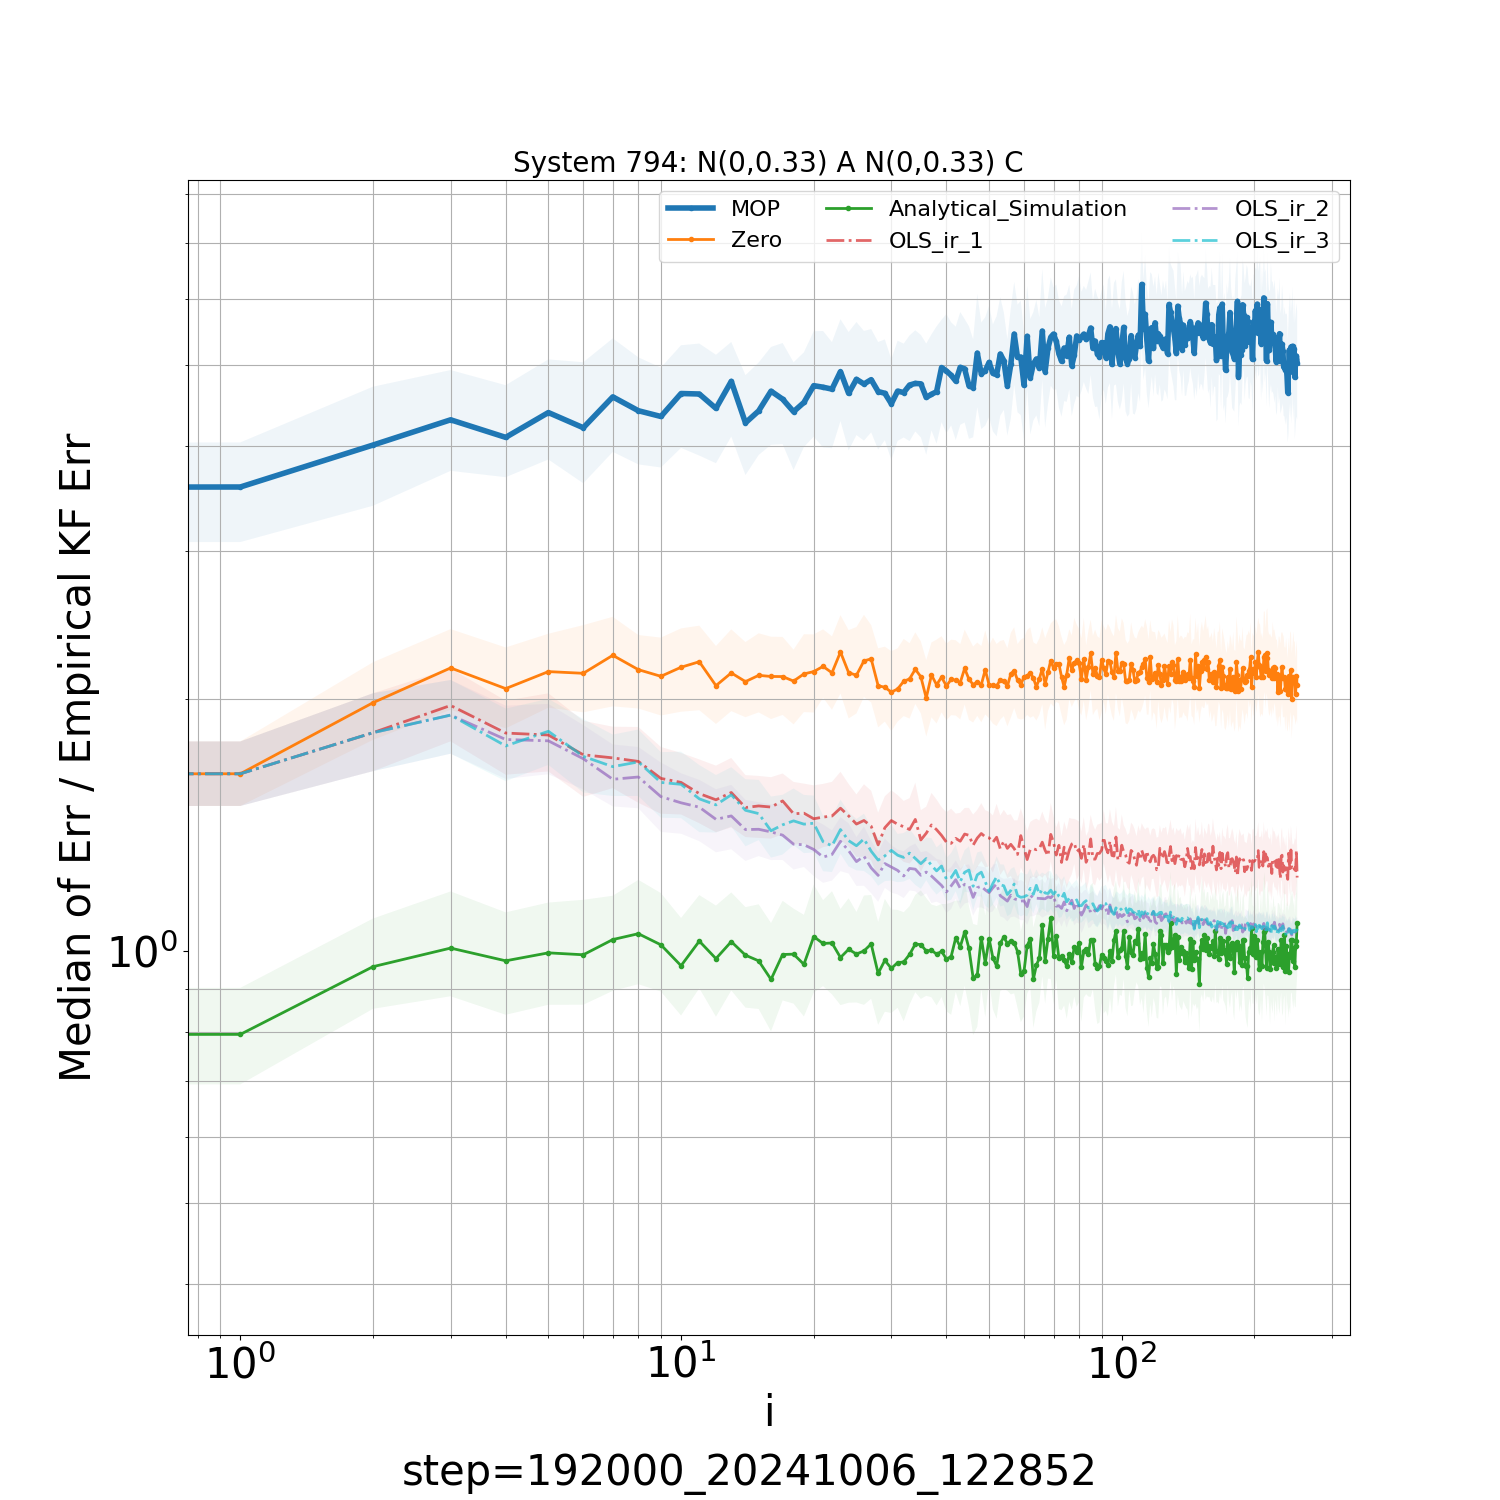 System 794: N(0,0.33) A N(0,0.33) C
MOP
Zero
Analytical_Simulation
OLS_ir_1
OLS_ir_2
OLS_ir_3
Median of Err / Empirical KF Err
10⁰
10⁰ 10¹ 10²
i
step=192000_20241006_122852